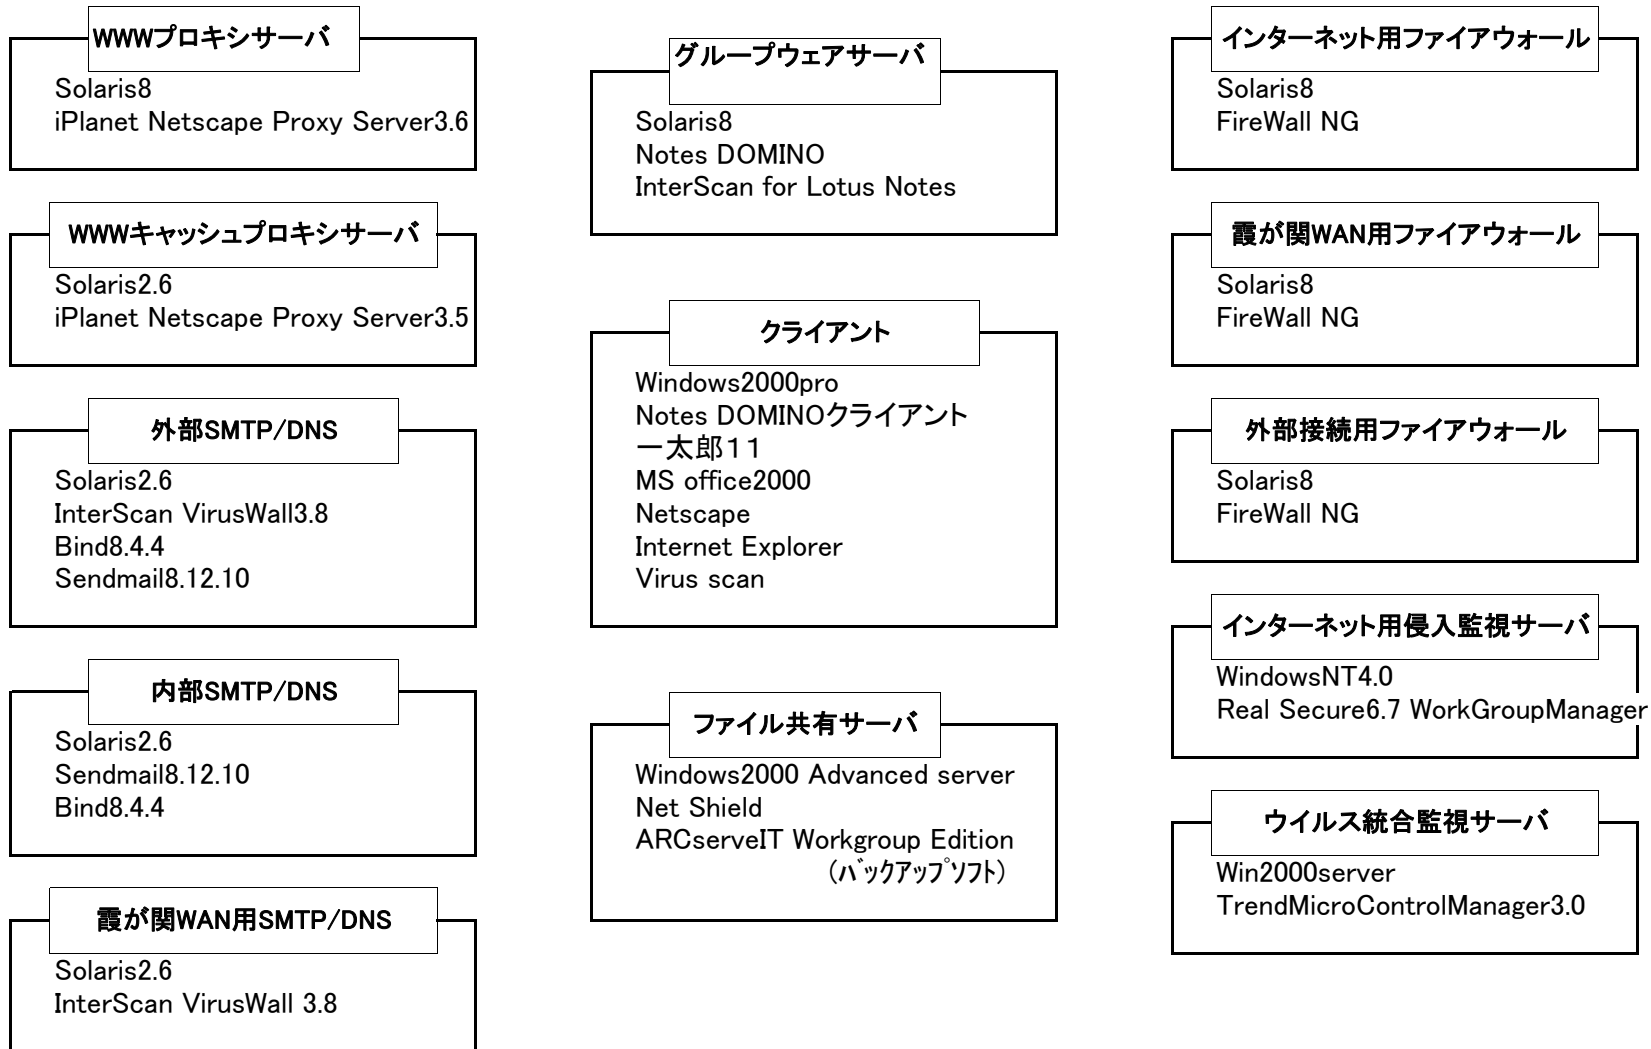 WWWプロキシサーバ
Solaris8
iPlanet Netscape Proxy Server3.6
WWWキャッシュプロキシサーバ
Solaris2.6
iPlanet Netscape Proxy Server3.5
外部SMTP/DNS
Solaris2.6
InterScan VirusWall3.8
Bind8.4.4
Sendmail8.12.10
内部SMTP/DNS
Solaris2.6
Sendmail8.12.10
Bind8.4.4
霞が関WAN用SMTP/DNS
Solaris2.6
InterScan VirusWall 3.8
グループウェアサーバ
Solaris8
Notes DOMINO
InterScan for Lotus Notes
クライアント
Windows2000pro
Notes DOMINOクライアント
一太郎11
MS office2000
Netscape
Internet Explorer
Virus scan
ファイル共有サーバ
Windows2000 Advanced server
Net Shield
ARCserveIT Workgroup Edition
(バックアップソフト)
インターネット用ファイアウォール
Solaris8
FireWall NG
霞が関WAN用ファイアウォール
Solaris8
FireWall NG
外部接続用ファイアウォール
Solaris8
FireWall NG
インターネット用侵入監視サーバ
WindowsNT4.0
Real Secure6.7 WorkGroupManager
ウイルス統合監視サーバ
Win2000server
TrendMicroControlManager3.0